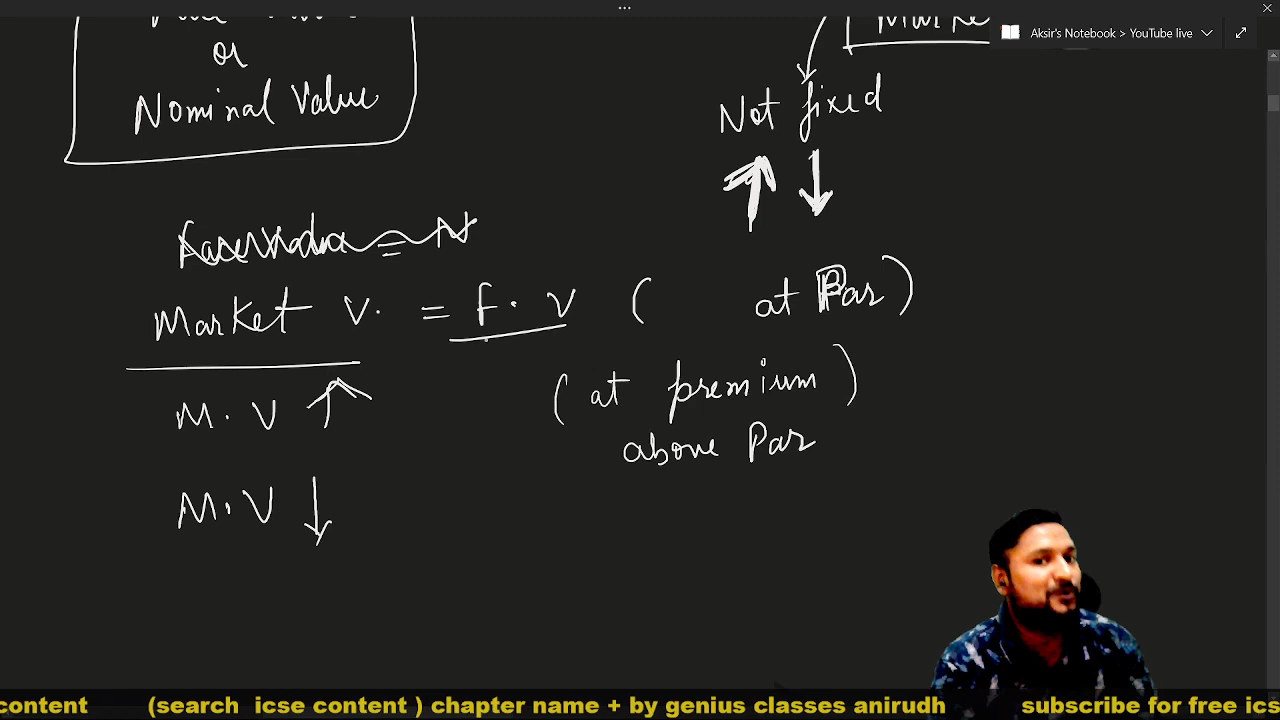 or
Nominal Value
Not fixed
Market V. = F. V ( at Par)
M. V ↑ (at premium)
above Par
M. V ↓
Aksir's Notebook > YouTube live
content (search icse content ) chapter name + by genius classes anirudh subscribe for free ics